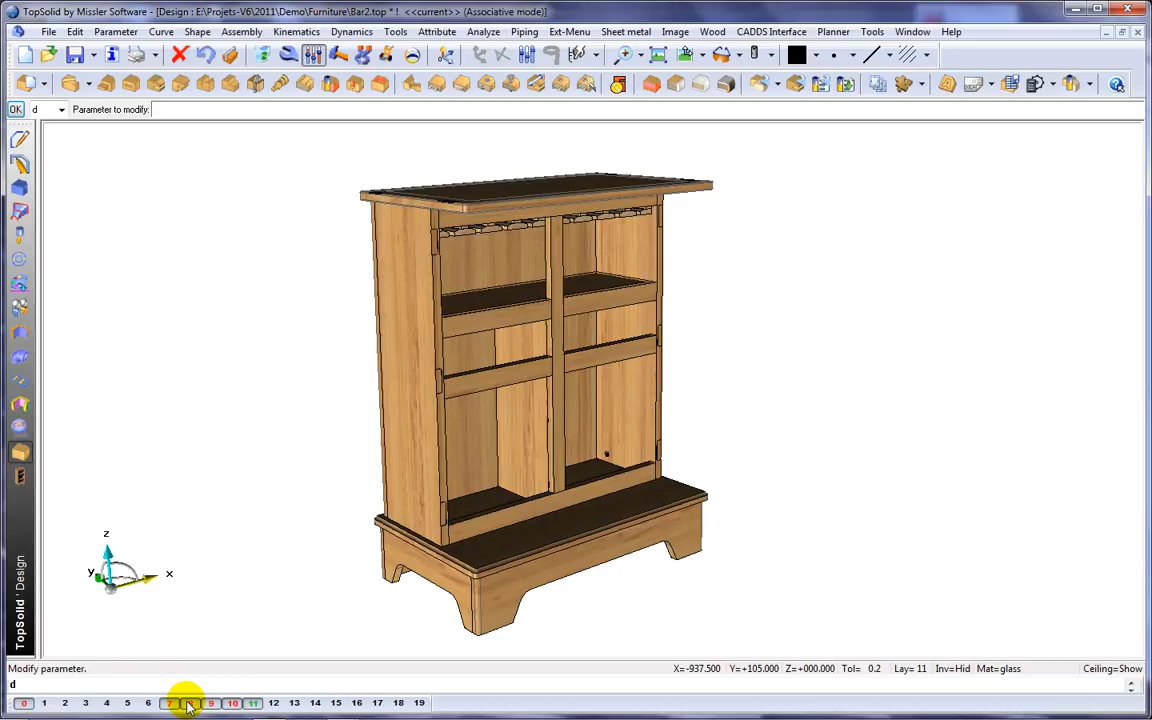 TopSolid by Missler Software - [Design : E:\Projets-V6\2011\Demo\Furniture\Bar2.top * ! <<current>> (Associative mode)]
File Edit Parameter Curve Shape Assembly Kinematics Dynamics Tools Attribute Analyze Piping Ext-Menu Sheet metal Image Wood CADDS Interface Planner Tools Window Help
OK d Parameter to modify:
z
y x
TopSolid'Design
Modify parameter. X=-937.500 Y=+105.000 Z=+000.000 Tol= 0.2 Lay= 11 Inv=Hid Mat=glass Ceiling=Show
d
0 1 2 3 4 5 6 7 8 9 10 11 12 13 14 15 16 17 18 19